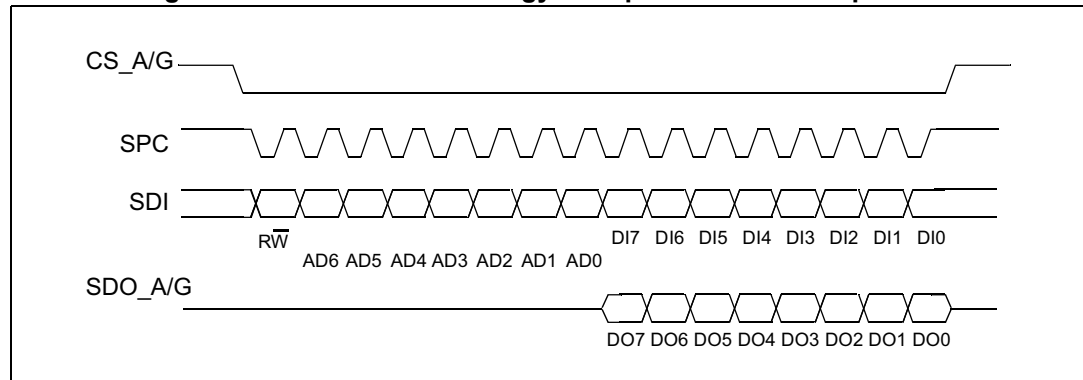 CS_A/G
SPC
SDI
RW DI7 DI6 DI5 DI4 DI3 DI2 DI1 DI0
AD6 AD5 AD4 AD3 AD2 AD1 AD0
SDO_A/G
DO7 DO6 DO5 DO4 DO3 DO2 DO1 DO0